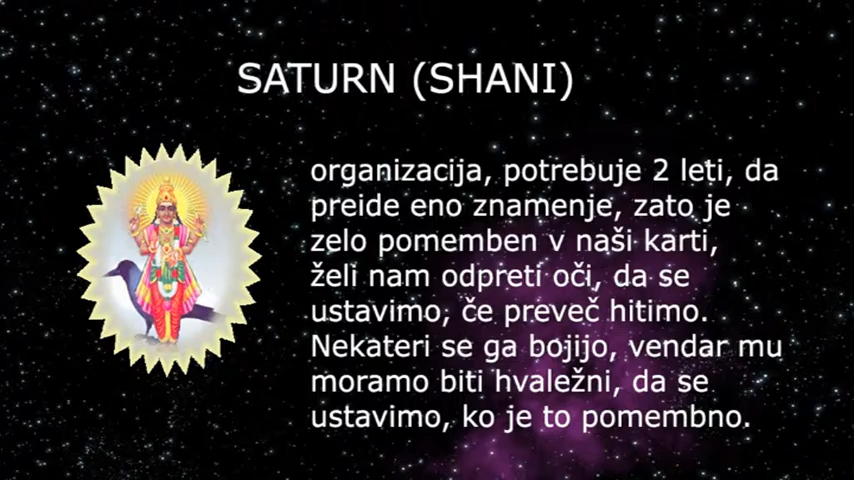 SATURN (SHANI)
organizacija, potrebuje 2 leti, da
preide eno znamenje, zato je
zelo pomemben v naši karti,
želi nam odpreti oči, da se
ustavimo, če preveč hitimo.
Nekateri se ga bojijo, vendar mu
moramo biti hvaležni, da se
ustavimo, ko je to pomembno.